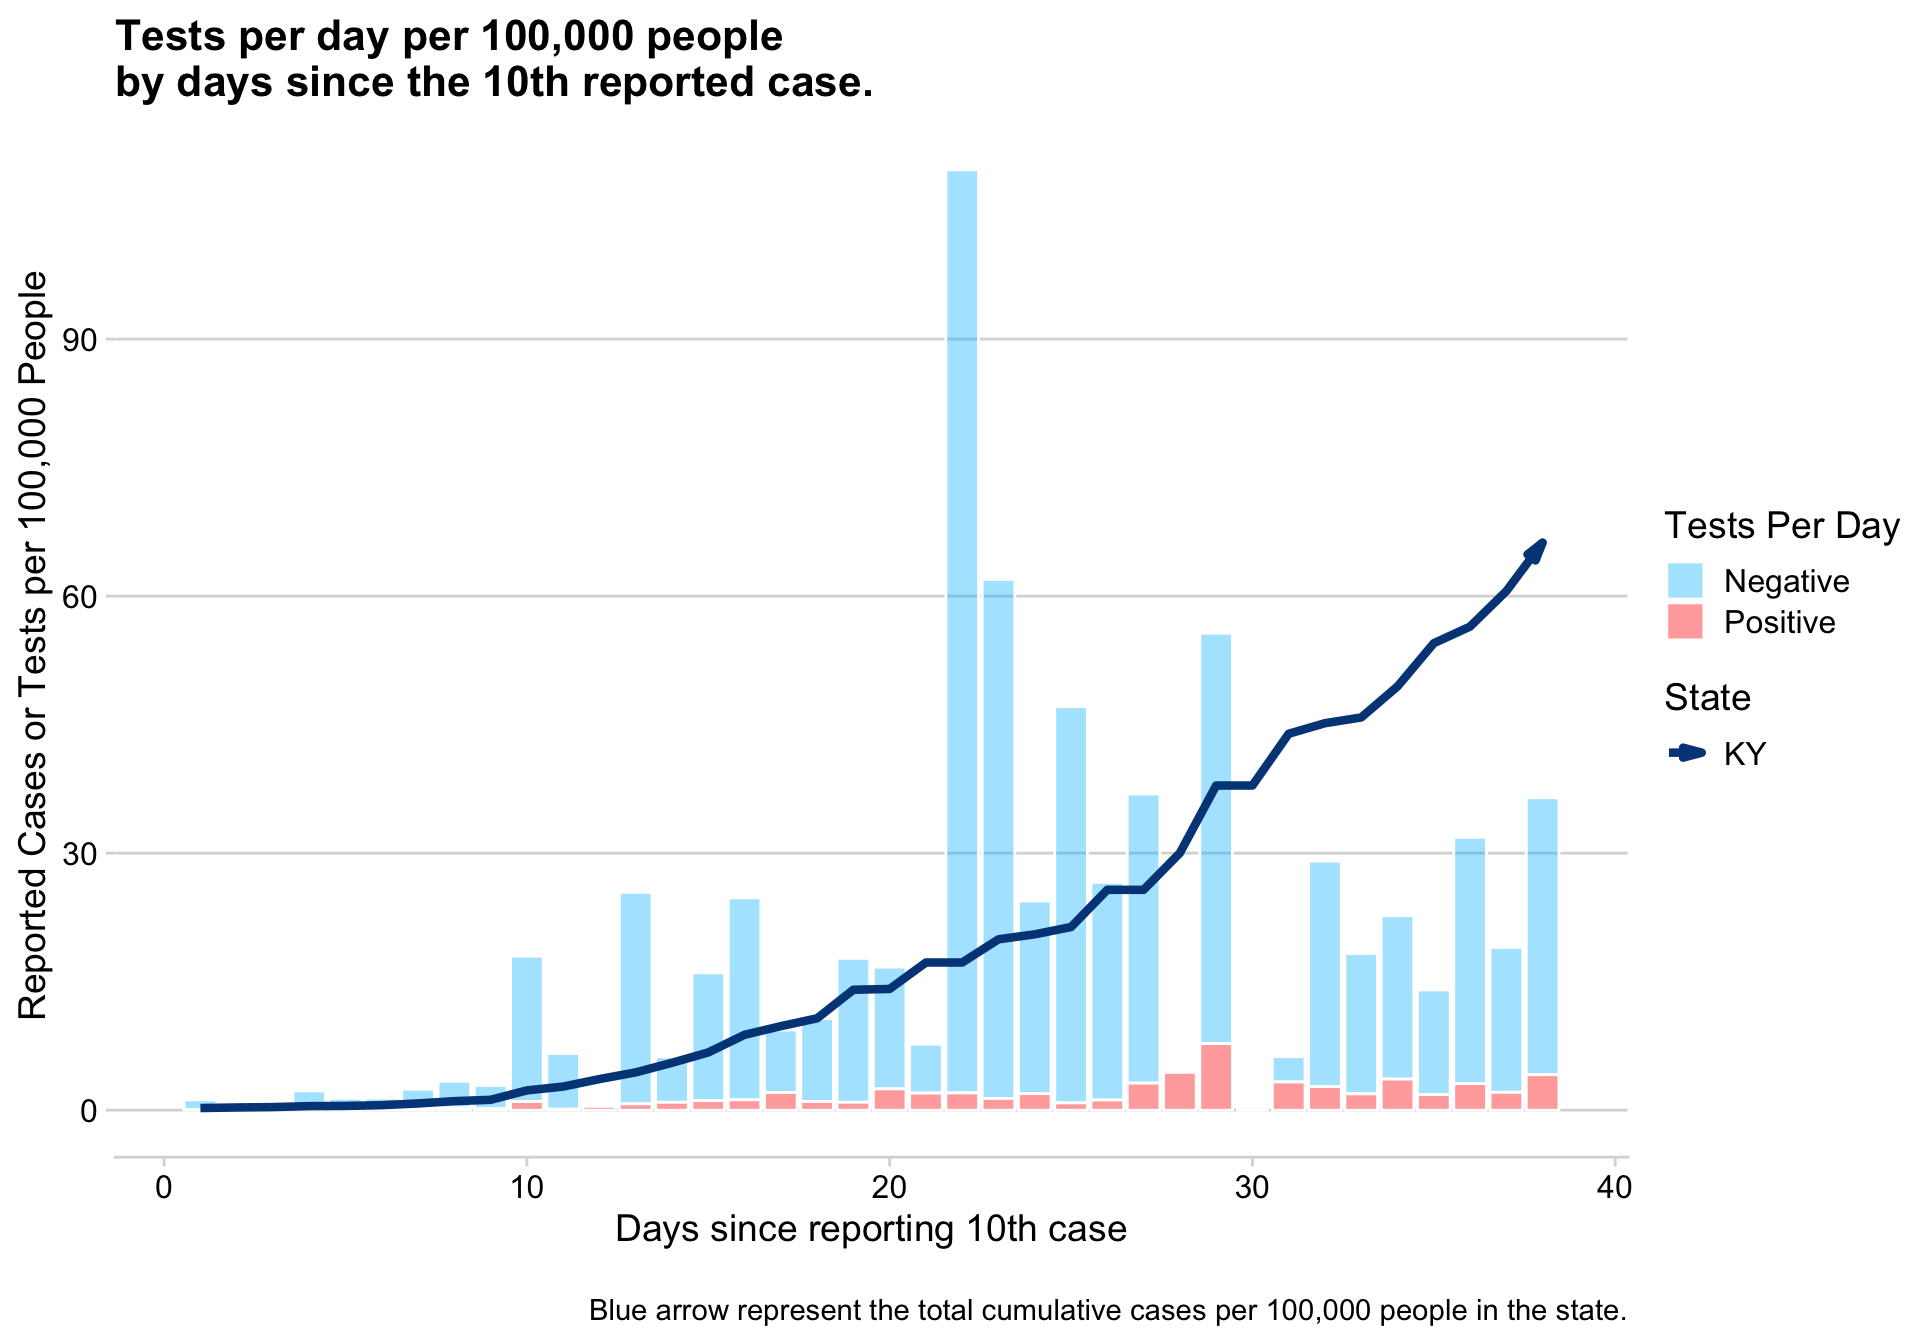 Tests per day per 100,000 people
by days since the 10th reported case.
Reported Cases or Tests per 100,000 People
90
60
30
0
0
10
20
30
40
Days since reporting 10th case
Tests Per Day
Negative
Positive
State
KY
Blue arrow represent the total cumulative cases per 100,000 people in the state.